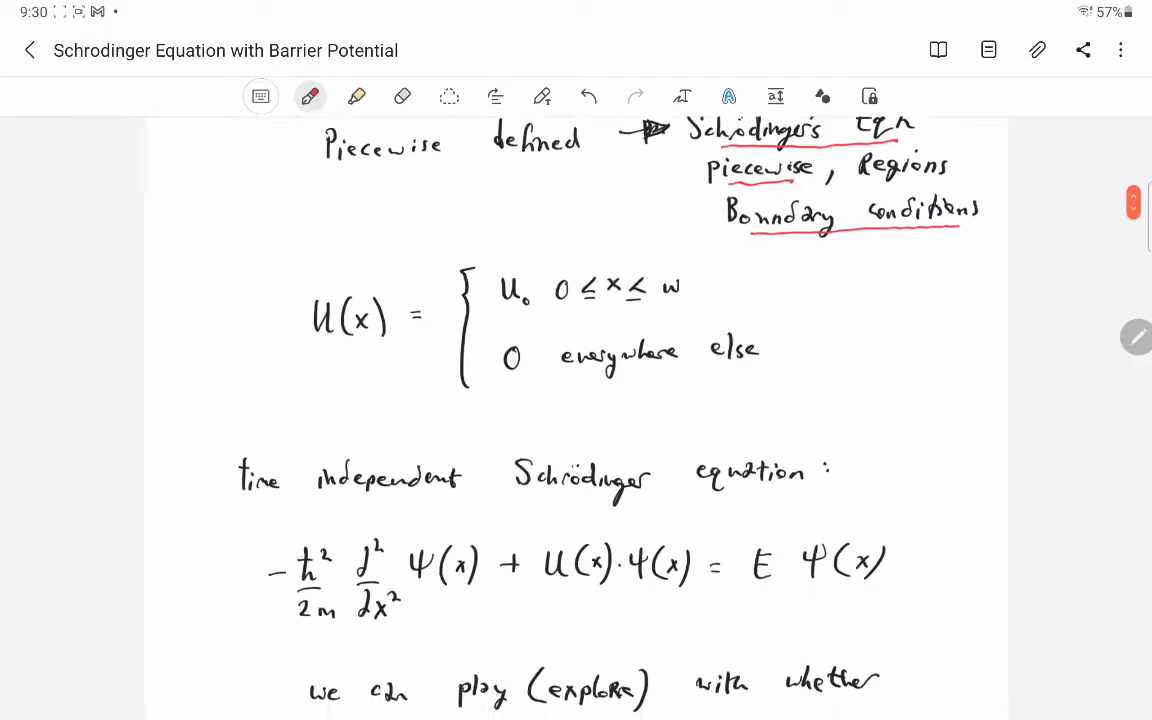 9:30
57%
Schrodinger Equation with Barrier Potential
Piecewise defined → Schrödinger's Eqn
piecewise, Regions
Boundary conditions
U(x) = { U₀ 0 ≤ x ≤ w
0 everywhere else
time independent Schrödinger equation:
-ħ²/2m d²/dx² Ψ(x) + U(x)·Ψ(x) = E Ψ(x)
we can play (explore) with whether